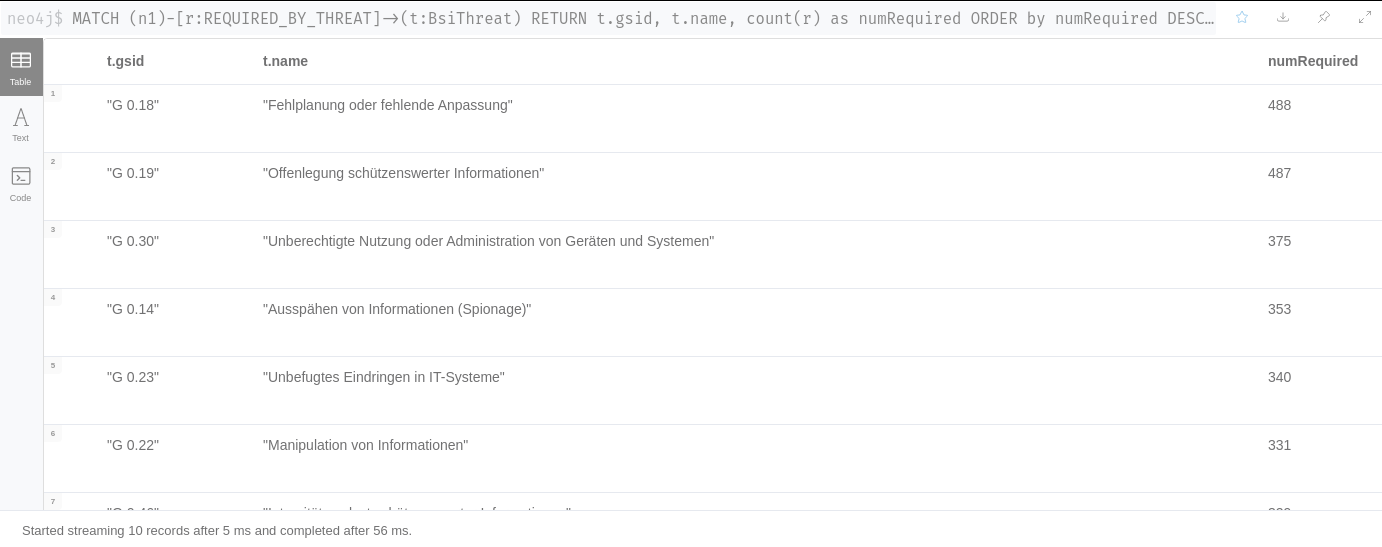 neo4j$ MATCH (n1)-[r:REQUIRED_BY_THREAT]→(t:BsiThreat) RETURN t.gsid, t.name, count(r) as numRequired ORDER by numRequired DESC…
Table
Text
Code
t.gsid t.name numRequired
1 "G 0.18" "Fehlplanung oder fehlende Anpassung" 488
2 "G 0.19" "Offenlegung schützenswerter Informationen" 487
3 "G 0.30" "Unberechtigte Nutzung oder Administration von Geräten und Systemen" 375
4 "G 0.14" "Ausspähen von Informationen (Spionage)" 353
5 "G 0.23" "Unbefugtes Eindringen in IT-Systeme" 340
6 "G 0.22" "Manipulation von Informationen" 331
7
Started streaming 10 records after 5 ms and completed after 56 ms.